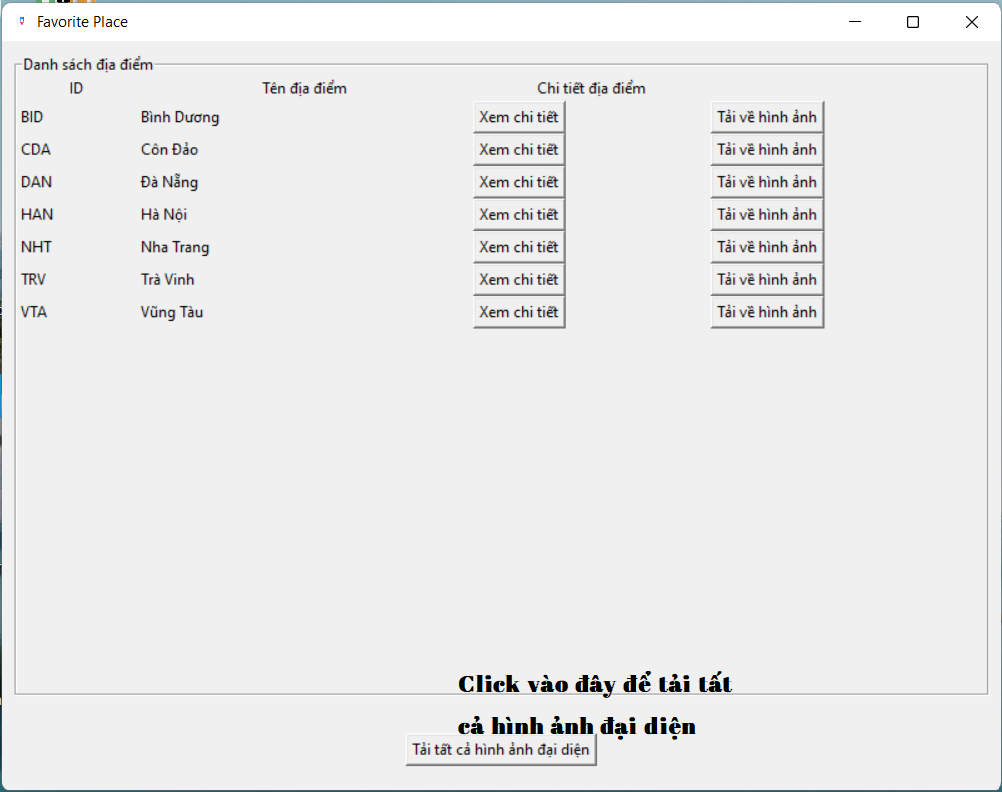 Favorite Place
Danh sách địa điểm
ID Tên địa điểm Chi tiết địa điểm
BID Bình Dương Xem chi tiết Tải về hình ảnh
CDA Côn Đảo Xem chi tiết Tải về hình ảnh
DAN Đà Nẵng Xem chi tiết Tải về hình ảnh
HAN Hà Nội Xem chi tiết Tải về hình ảnh
NHT Nha Trang Xem chi tiết Tải về hình ảnh
TRV Trà Vinh Xem chi tiết Tải về hình ảnh
VTA Vũng Tàu Xem chi tiết Tải về hình ảnh
Click vào đây để tải tất
cả hình ảnh đại diện
Tải tất cả hình ảnh đại diện